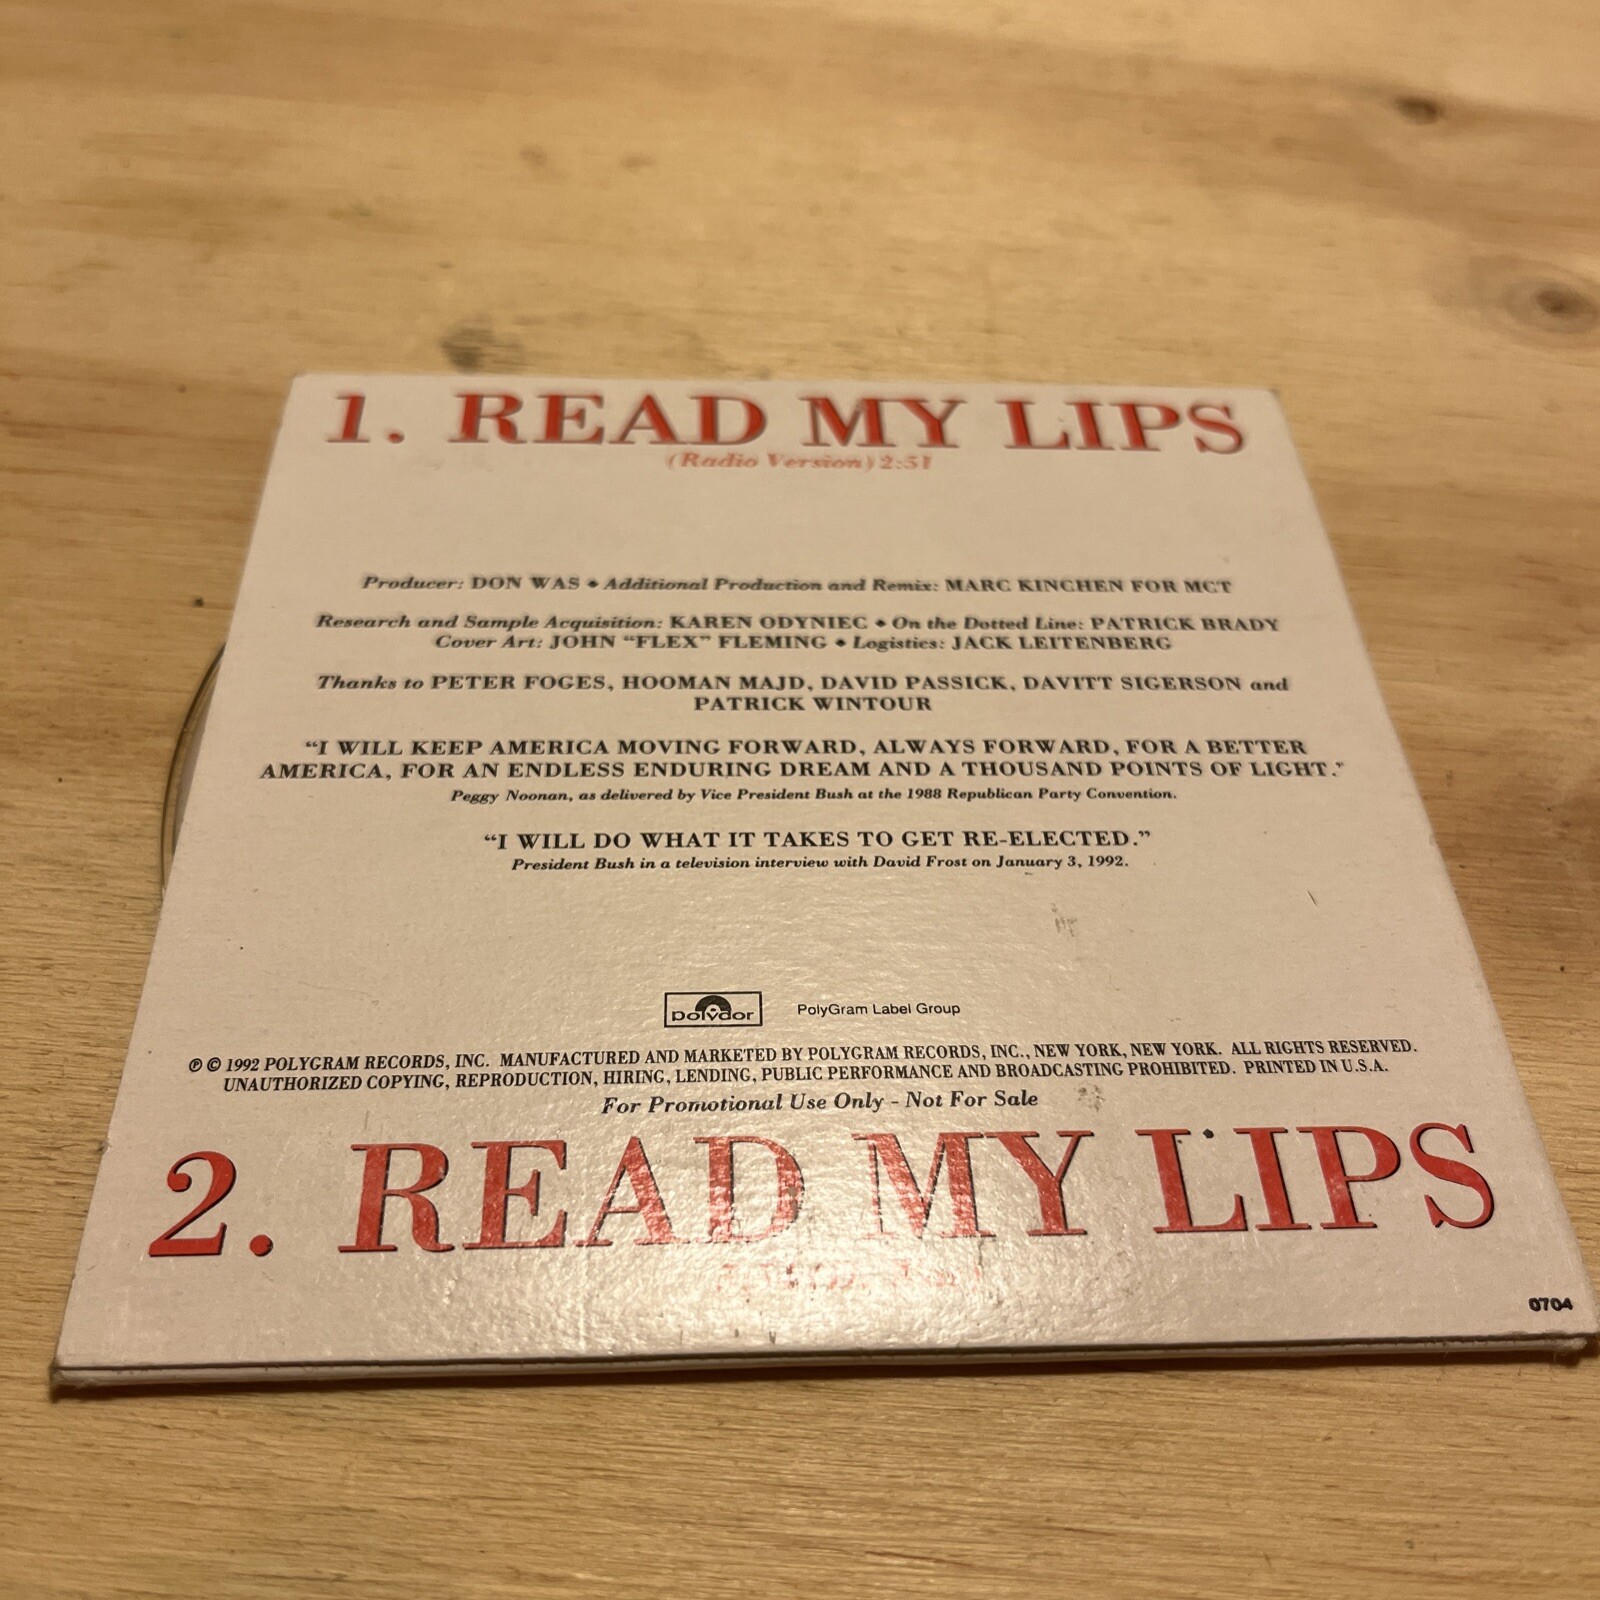 1. READ MY LIPS
(Radio Version) 2:51
Producer: DON WAS ◆ Additional Production and Remix: MARC KINCHEN FOR MCT
Research and Sample Acquisition: KAREN ODYNIEC ◆ On the Dotted Line: PATRICK BRADY
Cover Art: JOHN “FLEX” FLEMING ◆ Logistics: JACK LEITENBERG
Thanks to PETER FOGES, HOOMAN MAJD, DAVID PASSICK, DAVITT SIGERSON and
PATRICK WINTOUR
“I WILL KEEP AMERICA MOVING FORWARD, ALWAYS FORWARD, FOR A BETTER
AMERICA, FOR AN ENDLESS ENDURING DREAM AND A THOUSAND POINTS OF LIGHT.”
Peggy Noonan, as delivered by Vice President Bush at the 1988 Republican Party Convention.
“I WILL DO WHAT IT TAKES TO GET RE-ELECTED.”
President Bush in a television interview with David Frost on January 3, 1992.
polydor PolyGram Label Group
℗ © 1992 POLYGRAM RECORDS, INC. MANUFACTURED AND MARKETED BY POLYGRAM RECORDS, INC., NEW YORK, NEW YORK. ALL RIGHTS RESERVED.
UNAUTHORIZED COPYING, REPRODUCTION, HIRING, LENDING, PUBLIC PERFORMANCE AND BROADCASTING PROHIBITED. PRINTED IN U.S.A.
For Promotional Use Only - Not For Sale
2. READ MY LIPS
0704